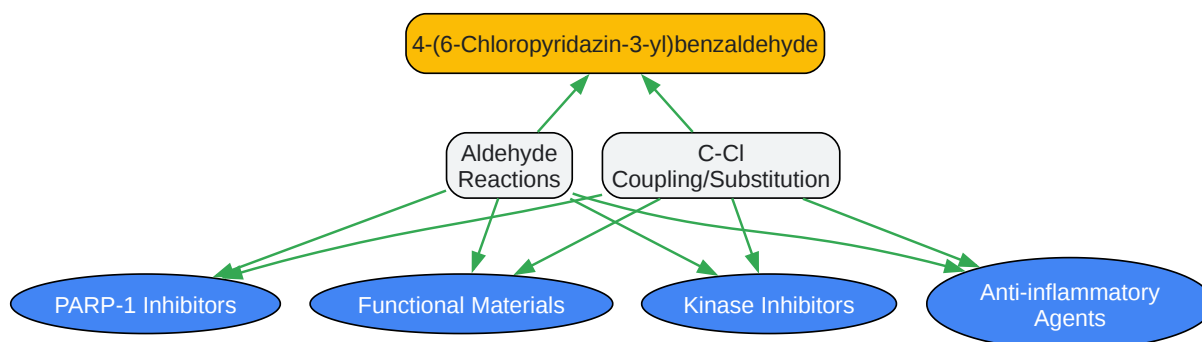 4-(6-Chloropyridazin-3-yl)benzaldehyde
Aldehyde
Reactions
C-Cl
Coupling/Substitution
PARP-1 Inhibitors
Functional Materials
Kinase Inhibitors
Anti-inflammatory
Agents